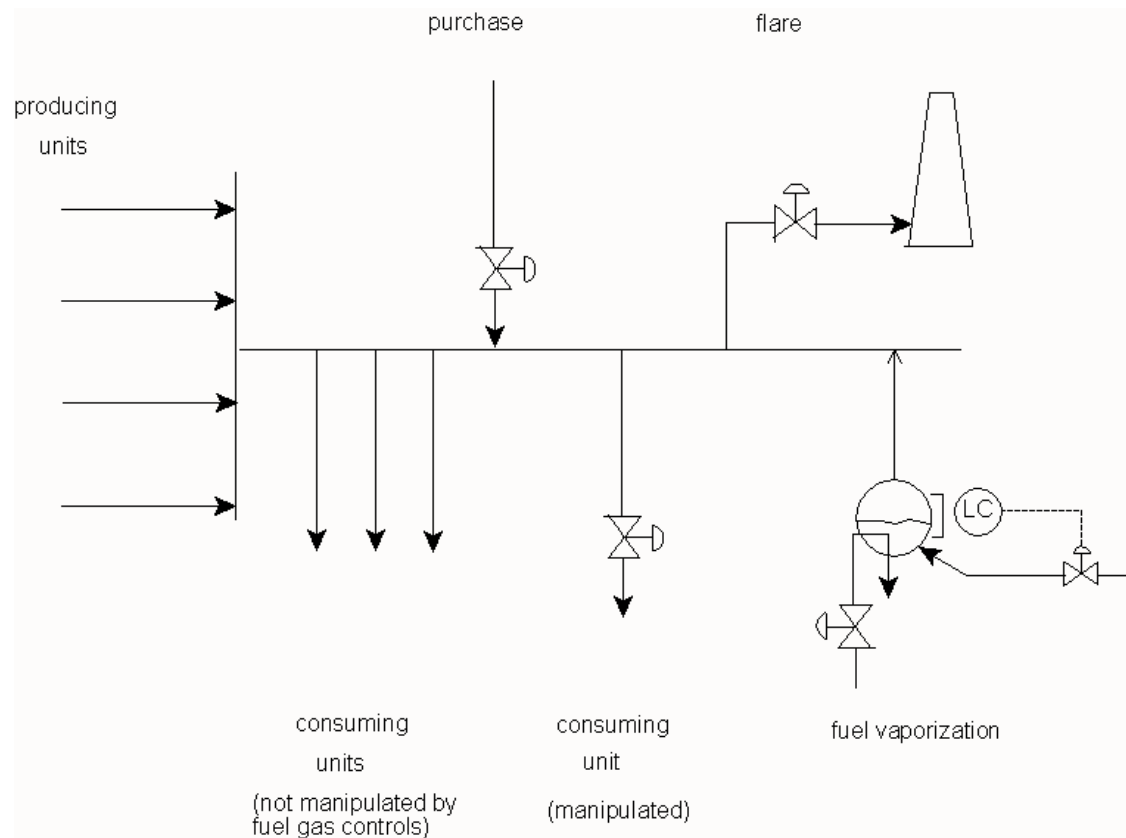 purchase
flare
producing
units
LC
consuming
units
(not manipulated by
fuel gas controls)
consuming
unit
(manipulated)
fuel vaporization